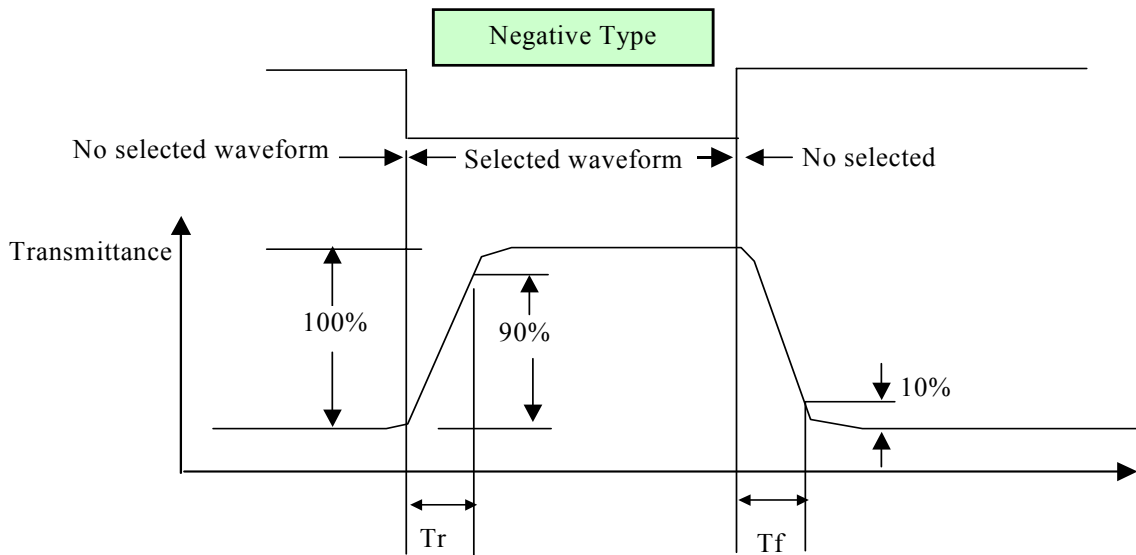 Negative Type
No selected waveform
Selected waveform
No selected
Transmittance
100%
90%
10%
Tr
Tf